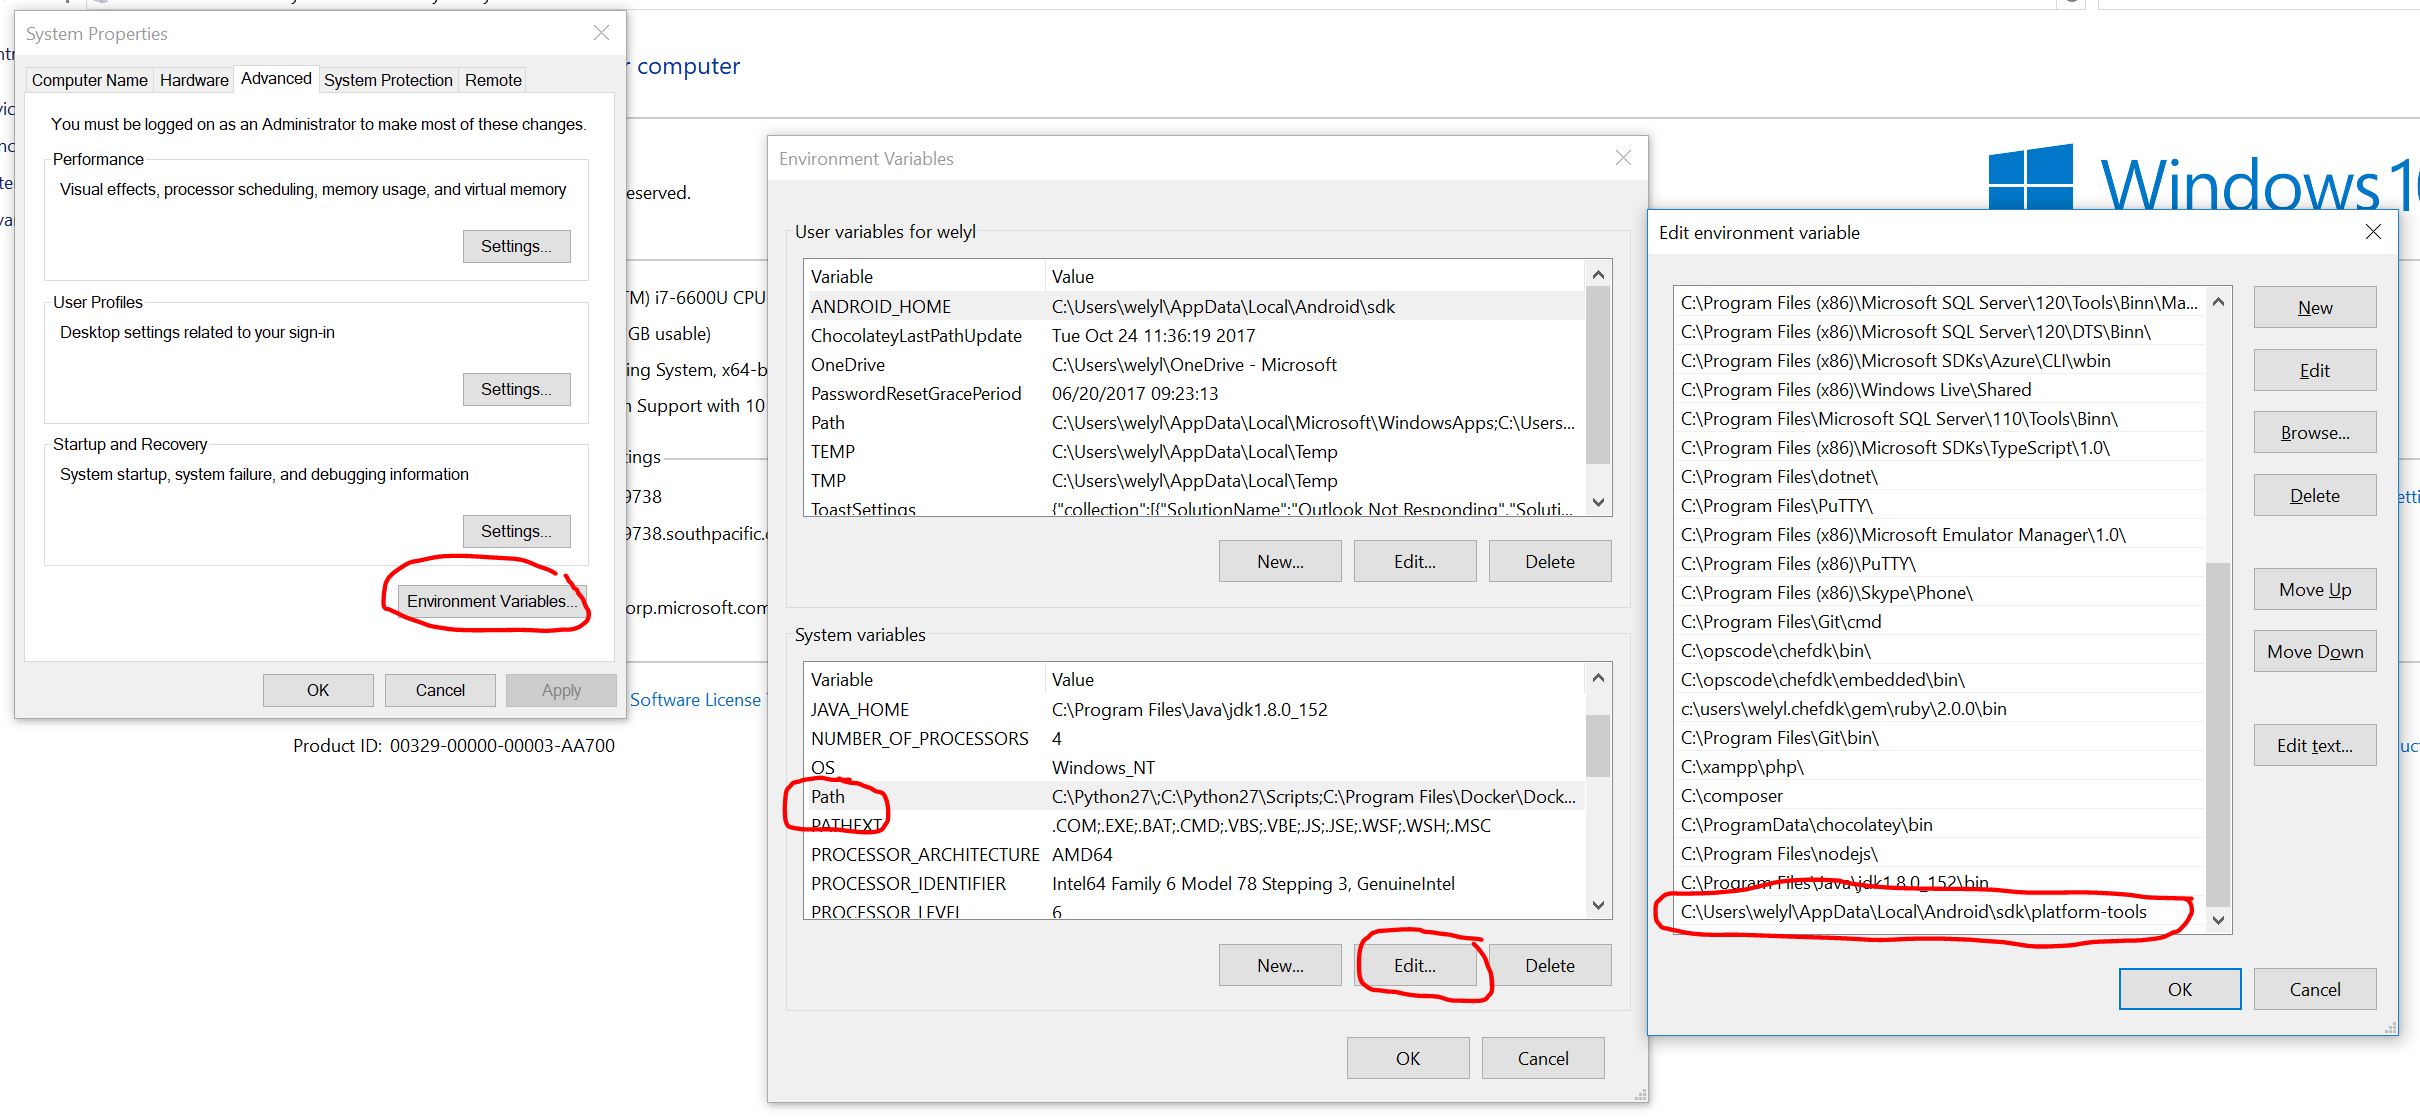 System Properties
Computer Name
Hardware
Advanced
System Protection
Remote
You must be logged on as an Administrator to make most of these changes.
Performance
Visual effects, processor scheduling, memory usage, and virtual memory
Settings...
User Profiles
Desktop settings related to your sign-in
Settings...
Startup and Recovery
System startup, system failure, and debugging information
Settings...
Environment Variables...
OK
Cancel
Apply
computer
eserved.
TM) i7-6600U CPU
GB usable)
ing System, x64-b
Support with 10
tings
9738
9738.southpacific.
orp.microsoft.com
Software License
Product ID: 00329-00000-00003-AA700
Windows 10
Environment Variables
User variables for welyl
Variable Value
ANDROID_HOME C:\Users\welyl\AppData\Local\Android\sdk
ChocolateyLastPathUpdate Tue Oct 24 11:36:19 2017
OneDrive C:\Users\welyl\OneDrive - Microsoft
PasswordResetGracePeriod 06/20/2017 09:23:13
Path C:\Users\welyl\AppData\Local\Microsoft\WindowsApps;C:\Users...
TEMP C:\Users\welyl\AppData\Local\Temp
TMP C:\Users\welyl\AppData\Local\Temp
ToastSettings {"collection":[{"SolutionName":"Outlook Not Responding","Soluti...
New...
Edit...
Delete
System variables
Variable Value
JAVA_HOME C:\Program Files\Java\jdk1.8.0_152
NUMBER_OF_PROCESSORS 4
OS Windows_NT
Path C:\Python27\;C:\Python27\Scripts;C:\Program Files\Docker\Dock...
PATHEXT .COM;.EXE;.BAT;.CMD;.VBS;.VBE;.JS;.JSE;.WSF;.WSH;.MSC
PROCESSOR_ARCHITECTURE AMD64
PROCESSOR_IDENTIFIER Intel64 Family 6 Model 78 Stepping 3, GenuineIntel
PROCESSOR_LEVEL 6
New...
Edit...
Delete
OK
Cancel
Edit environment variable
C:\Program Files (x86)\Microsoft SQL Server\120\Tools\Binn\Ma...
C:\Program Files (x86)\Microsoft SQL Server\120\DTS\Binn\
C:\Program Files (x86)\Microsoft SDKs\Azure\CLI\wbin
C:\Program Files (x86)\Windows Live\Shared
C:\Program Files\Microsoft SQL Server\110\Tools\Binn\
C:\Program Files (x86)\Microsoft SDKs\TypeScript\1.0\
C:\Program Files\dotnet\
C:\Program Files\PuTTY\
C:\Program Files (x86)\Microsoft Emulator Manager\1.0\
C:\Program Files (x86)\PuTTY\
C:\Program Files (x86)\Skype\Phone\
C:\Program Files\Git\cmd
C:\opscode\chefdk\bin\
C:\opscode\chefdk\embedded\bin\
c:\users\welyl.chefdk\gem\ruby\2.0.0\bin
C:\Program Files\Git\bin\
C:\xampp\php\
C:\composer
C:\ProgramData\chocolatey\bin
C:\Program Files\nodejs\
C:\Program Files\Java\jdk1.8.0_152\bin
C:\Users\welyl\AppData\Local\Android\sdk\platform-tools
New
Edit
Browse...
Delete
Move Up
Move Down
Edit text...
OK
Cancel